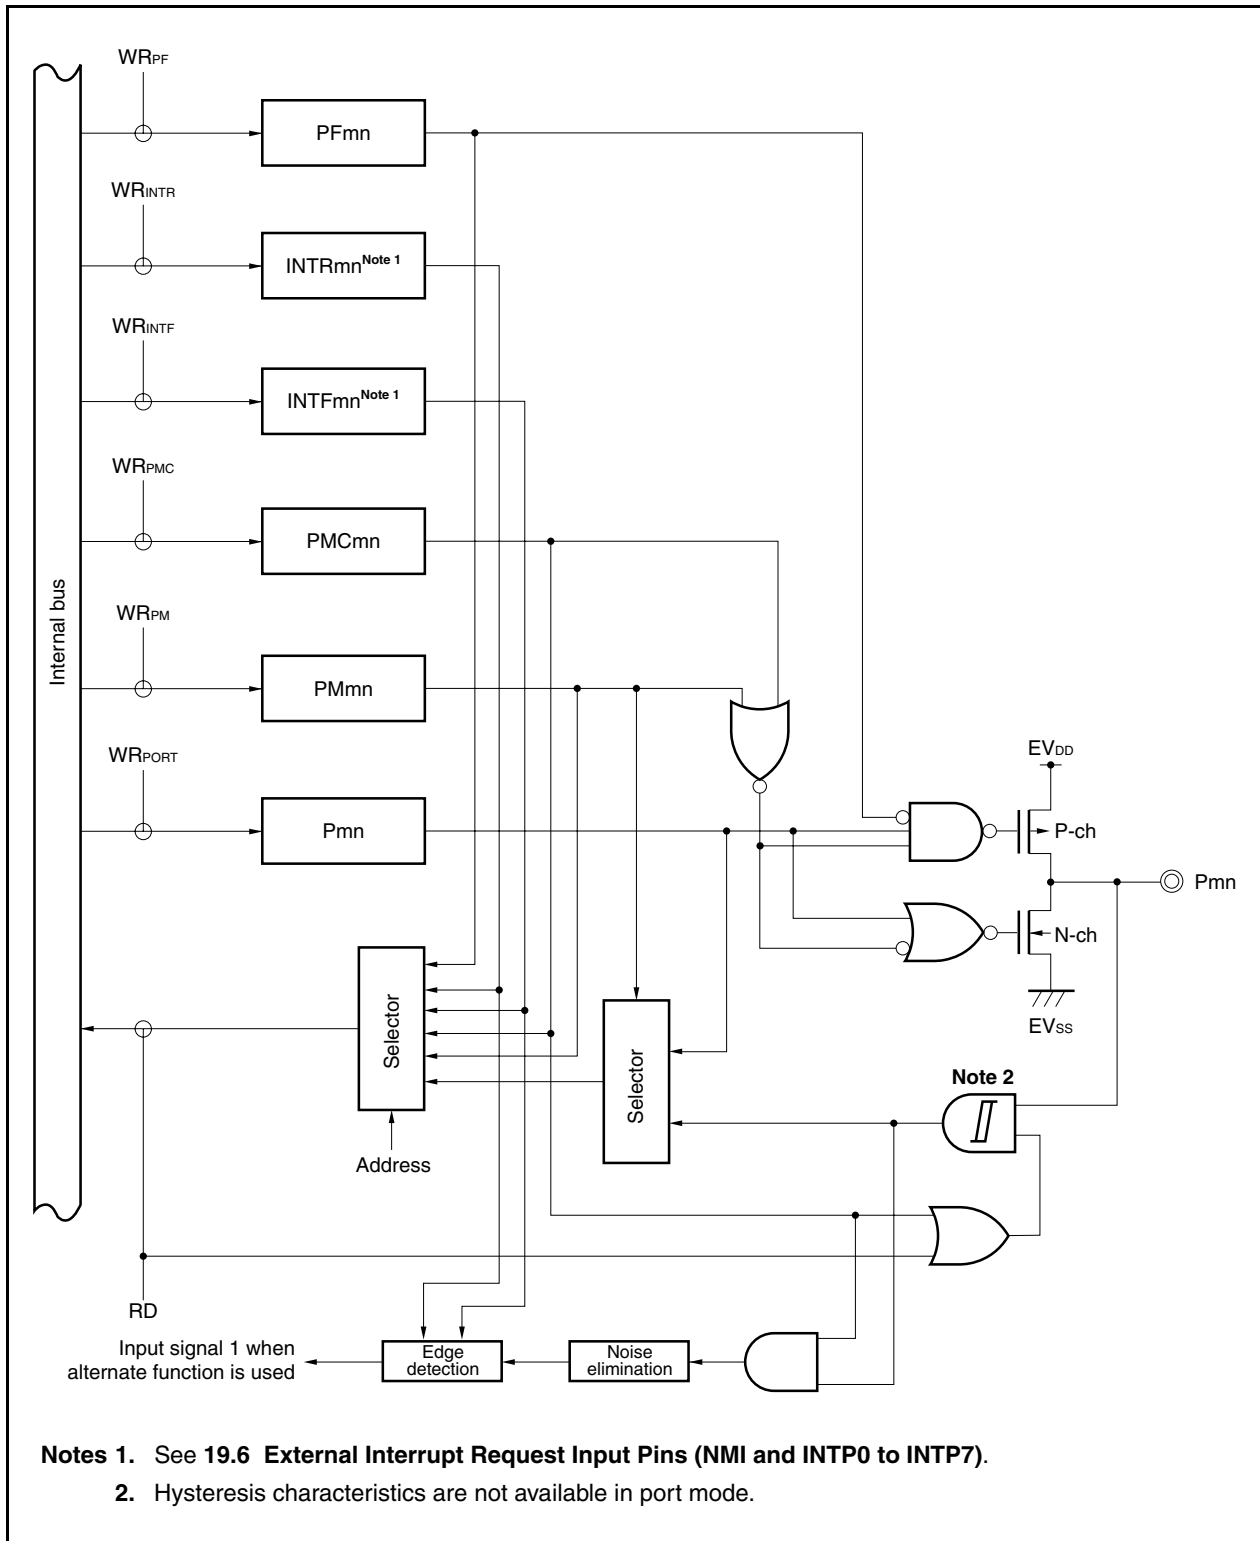 WRPF
PFmn
WRINTR
INTRmnNote 1
WRINTF
INTFmnNote 1
WRPMC
PMCmn
Internal bus
WRPM
PMmn
WRPORT
EVDD
Pmn
P-ch
Pmn
N-ch
Selector
EVSS
Selector
Note 2
Address
RD
Input signal 1 when
alternate function is used
Edge
detection
Noise
elimination
Notes 1. See 19.6 External Interrupt Request Input Pins (NMI and INTP0 to INTP7).
2. Hysteresis characteristics are not available in port mode.